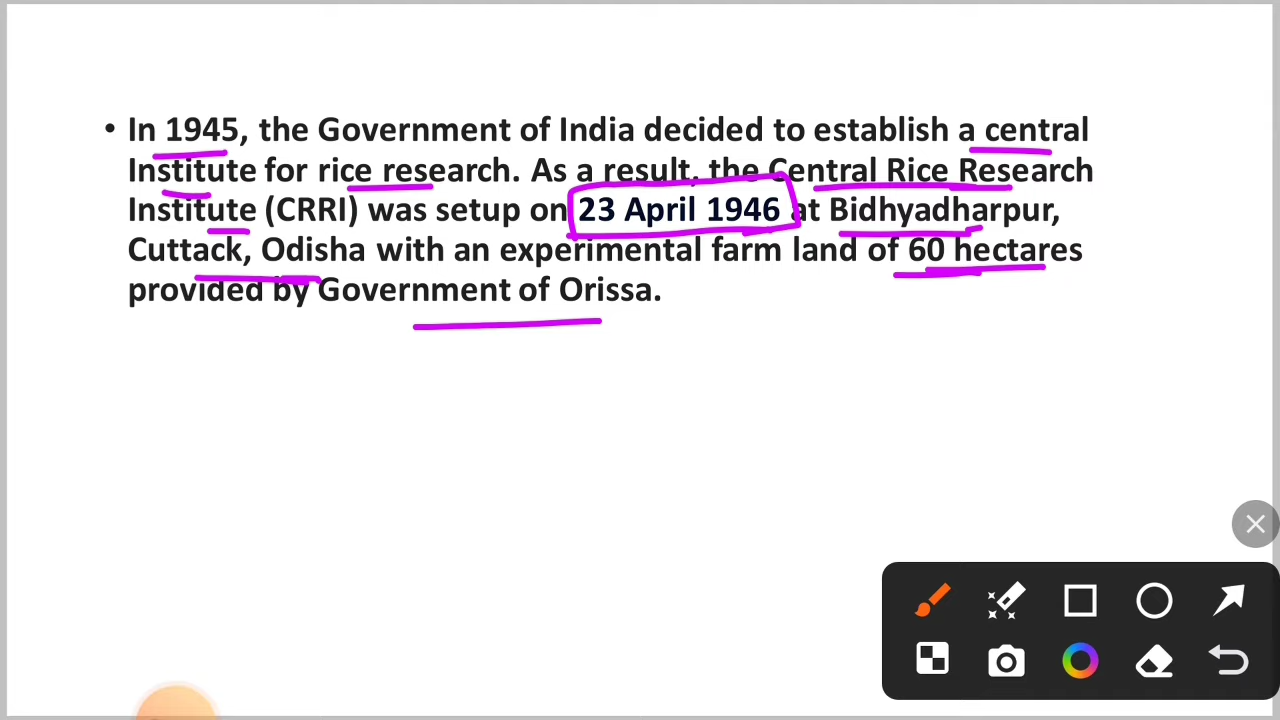 • In 1945, the Government of India decided to establish a central
Institute for rice research. As a result, the Central Rice Research
Institute (CRRI) was setup on 23 April 1946 at Bidhyadharpur,
Cuttack, Odisha with an experimental farm land of 60 hectares
provided by Government of Orissa.